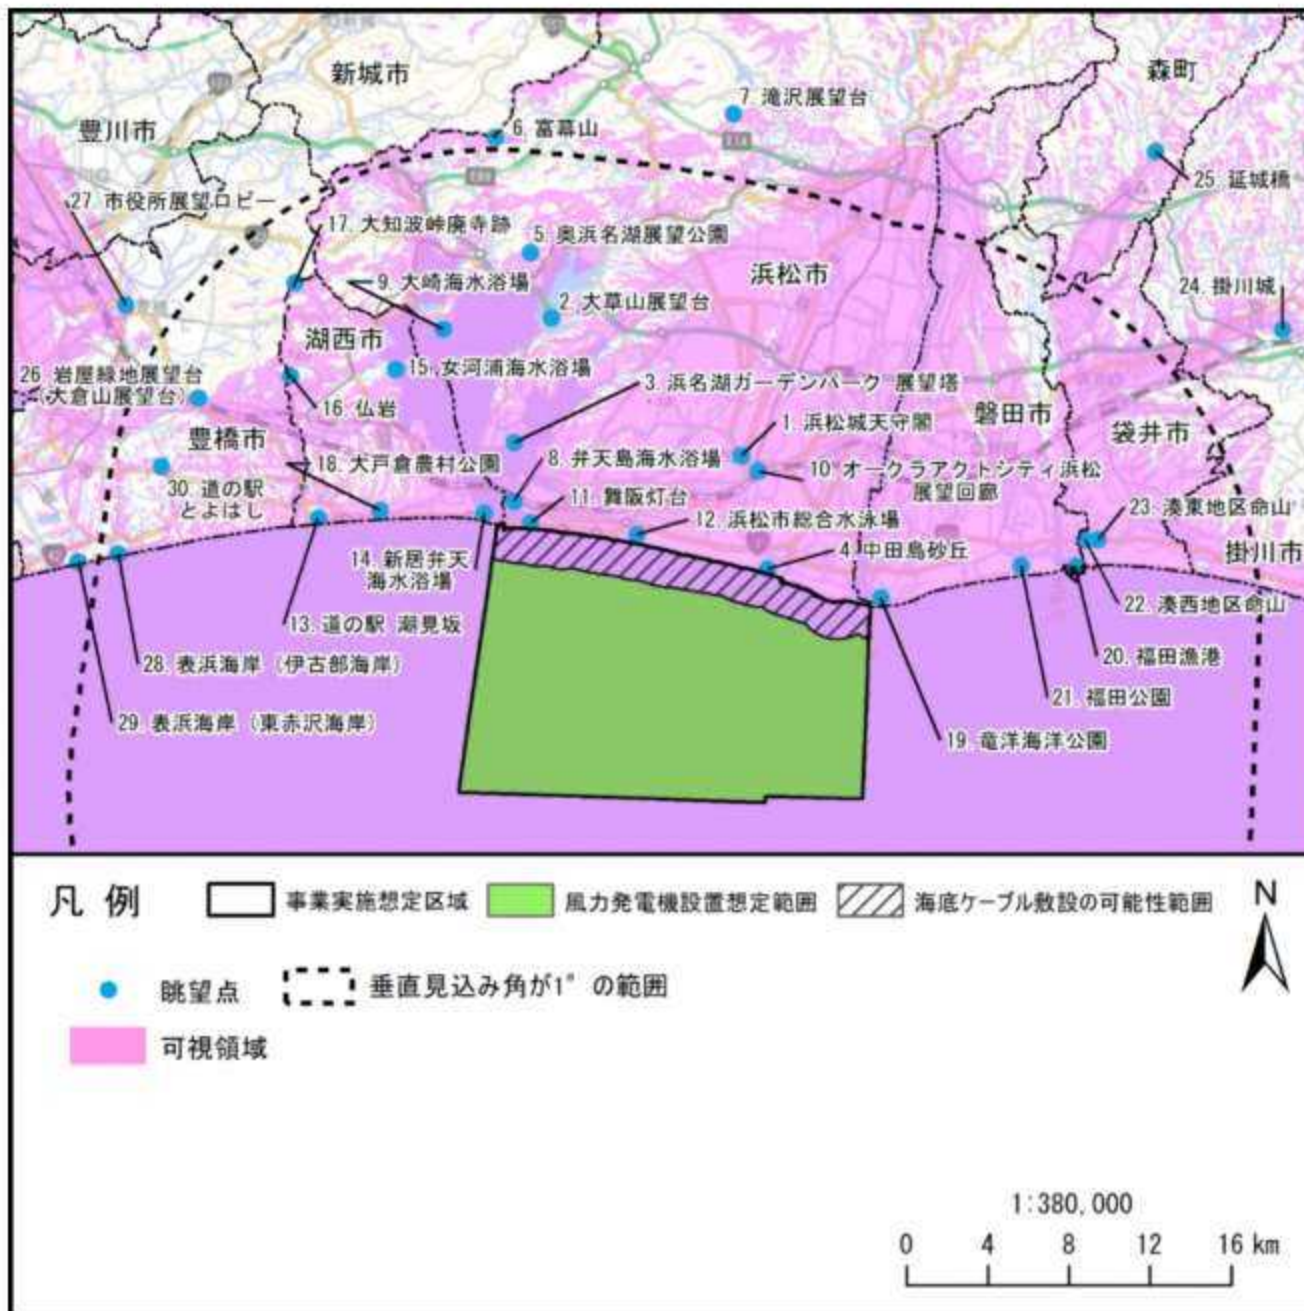 新城市
森町
豊川市
7. 滝沢展望台
6. 富幕山
25. 延城橋
27 市役所展望ロビー
17. 大知波峠廃寺跡
5. 奥浜名湖展望公園
浜松市
9. 大崎海水浴場
24. 掛川城
2. 大草山展望台
湖西市
15. 女河浦海水浴場
26 岩屋緑地展望台
(大倉山展望台)
3. 浜名湖ガーデンパーク 展望塔
16. 仏岩
磐田市
袋井市
豊橋市
1. 浜松城天守閣
18. 大戸倉農村公園
8. 弁天島海水浴場
10. オークラアクトシティ浜松
展望回廊
30. 道の駅
とよはし
11. 舞阪灯台
12. 浜松市総合水泳場
23. 湊東地区命山
掛川市
14. 新居弁天
海水浴場
4. 中田島砂丘
22. 湊西地区命山
13. 道の駅 潮見坂
20. 福田漁港
28. 表浜海岸 (伊古部海岸)
21. 福田公園
29. 表浜海岸 (東赤沢海岸)
19. 竜洋海洋公園
凡 例
事業実施想定区域
風力発電機設置想定範囲
海底ケーブル敷設の可能性範囲
N
眺望点
垂直見込み角が1° の範囲
可視領域
1:380,000
0 4 8 12 16 km